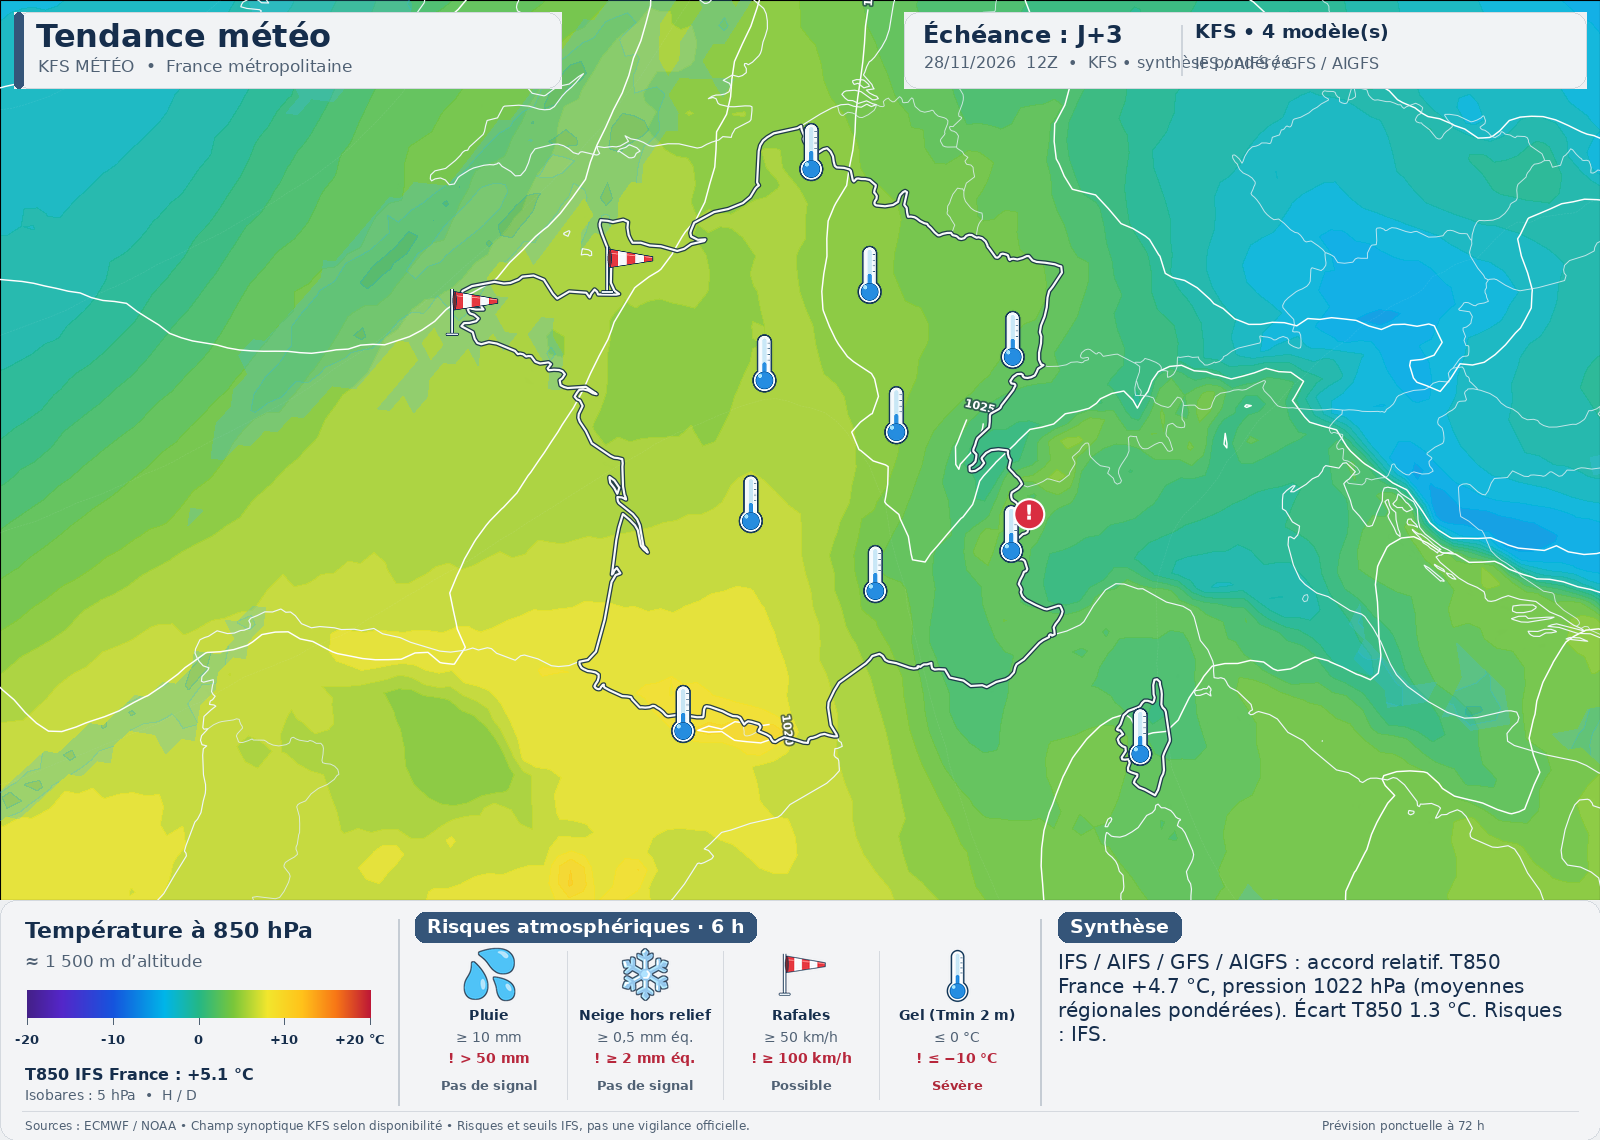 Tendance météo
KFS MÉTÉO • France métropolitaine
Échéance : J+3
28/11/2026 12Z • KFS • synthèse pondérée
KFS • 4 modèle(s)
IFS / AIFS / GFS / AIGFS
1025
1020
Température à 850 hPa
≈ 1 500 m d’altitude
-20 -10 0 +10 +20 °C
T850 IFS France : +5.1 °C
Isobares : 5 hPa • H / D
Risques atmosphériques · 6 h
Pluie
≥ 10 mm
! > 50 mm
Pas de signal
Neige hors relief
≥ 0,5 mm éq.
! ≥ 2 mm éq.
Pas de signal
Rafales
≥ 50 km/h
! ≥ 100 km/h
Possible
Gel (Tmin 2 m)
≤ 0 °C
! ≤ −10 °C
Sévère
Synthèse
IFS / AIFS / GFS / AIGFS : accord relatif. T850
France +4.7 °C, pression 1022 hPa (moyennes
régionales pondérées). Écart T850 1.3 °C. Risques
: IFS.
Sources : ECMWF / NOAA • Champ synoptique KFS selon disponibilité • Risques et seuils IFS, pas une vigilance officielle.
Prévision ponctuelle à 72 h